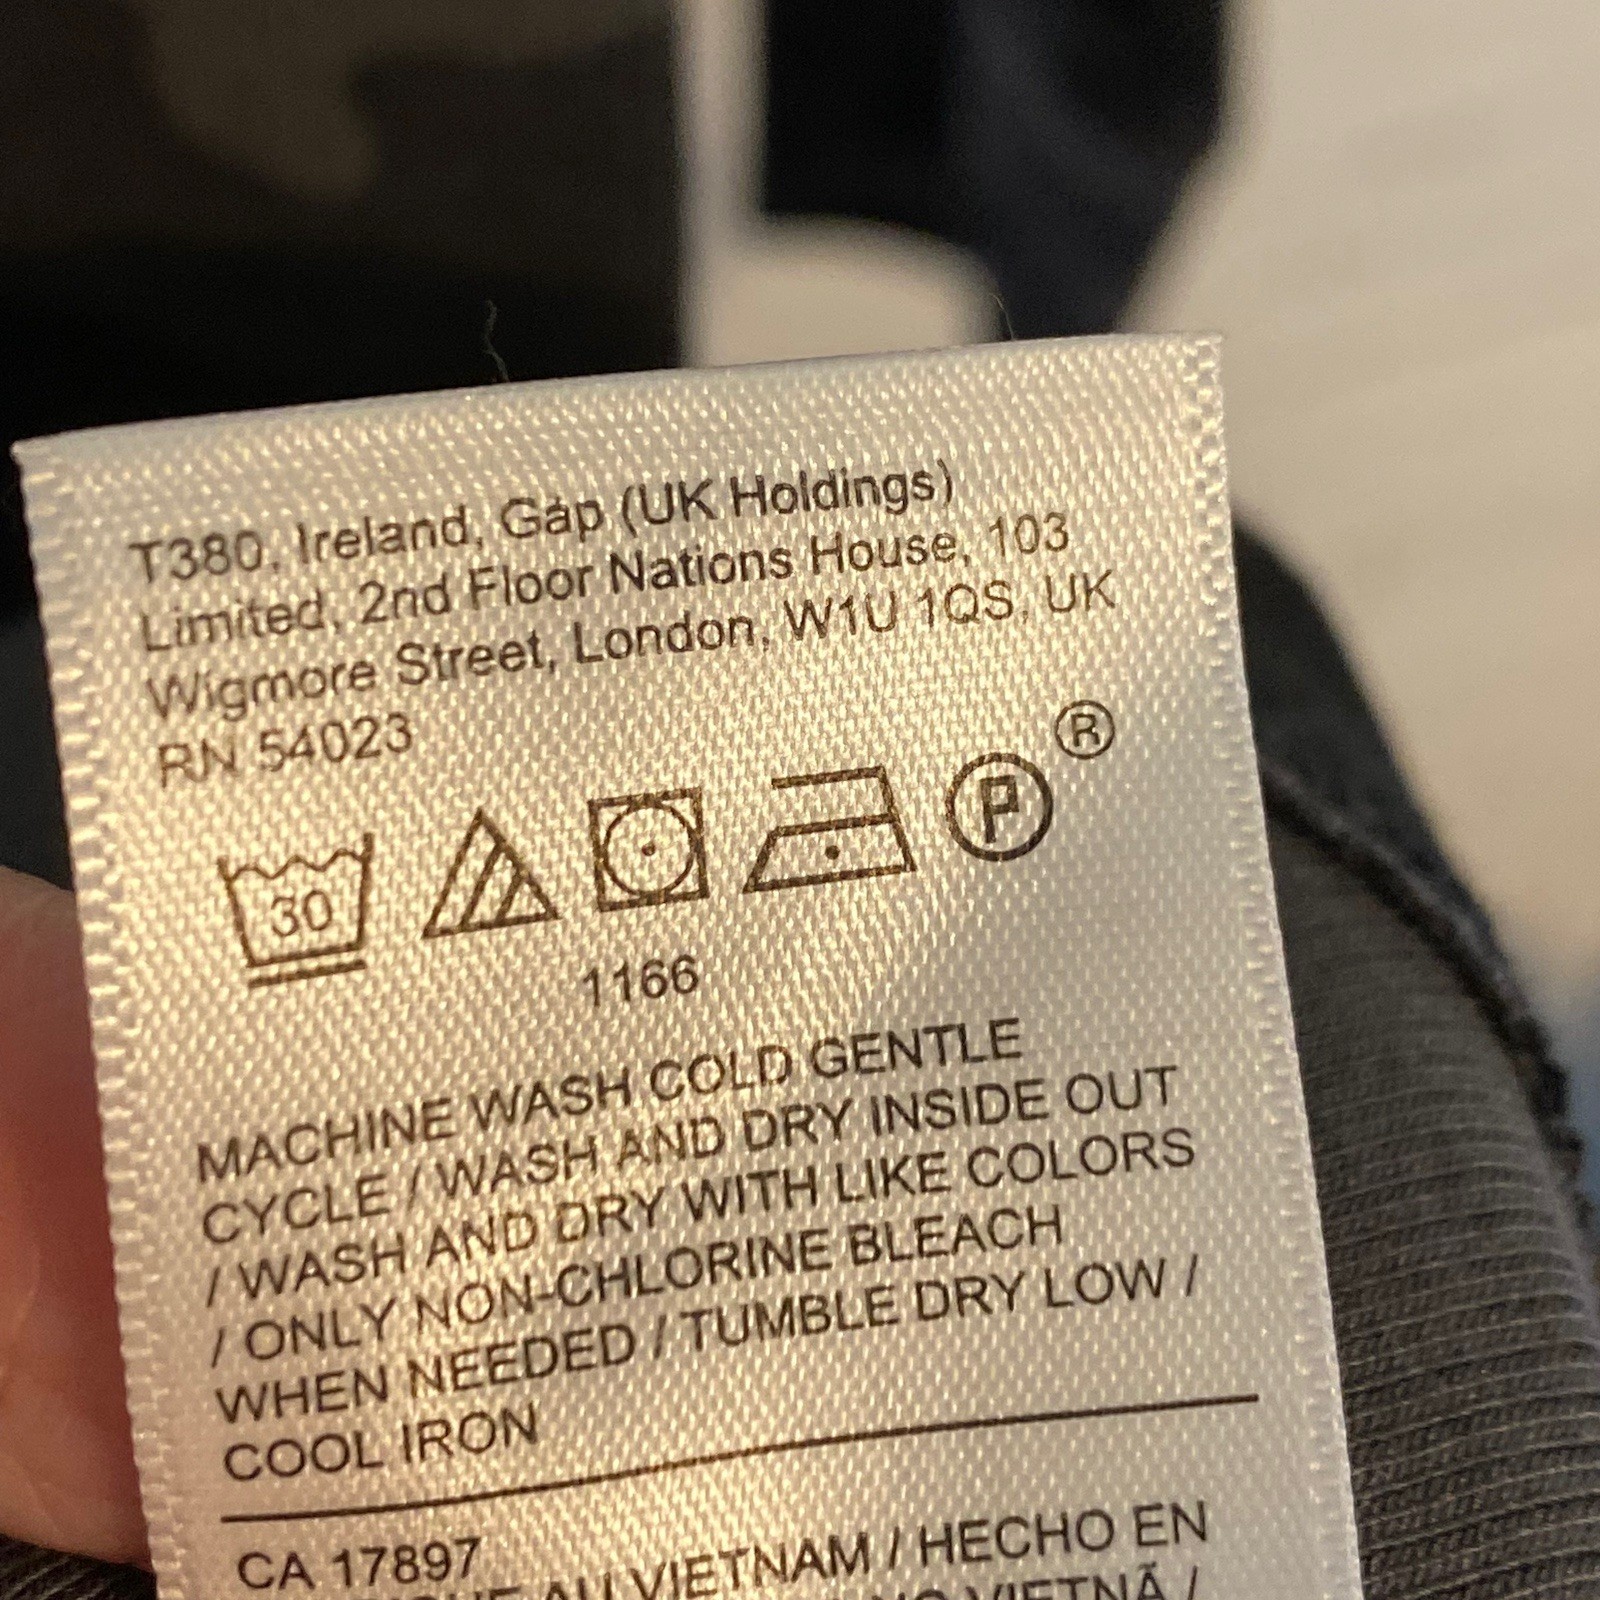 T380, Ireland, Gap (UK Holdings)
Limited, 2nd Floor Nations House, 103
Wigmore Street, London, W1U 1QS, UK
RN 54023
30 P ®
1166
MACHINE WASH COLD GENTLE
CYCLE / WASH AND DRY INSIDE OUT
/ WASH AND DRY WITH LIKE COLORS
/ ONLY NON-CHLORINE BLEACH
WHEN NEEDED / TUMBLE DRY LOW /
COOL IRON
CA 17897
AU VIETNAM / HECHO EN
VIETNÃ /